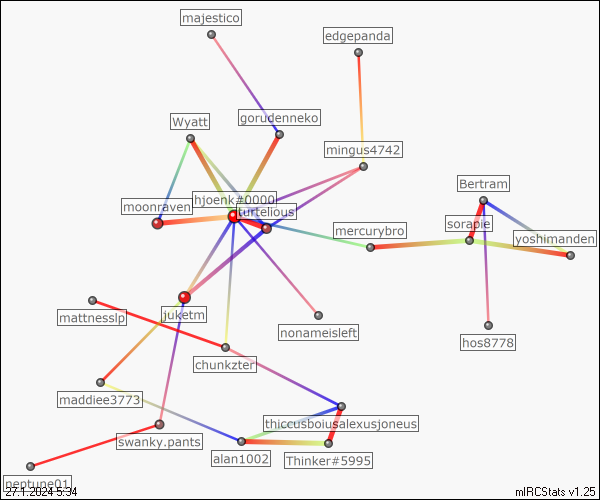 majestico
edgepanda
Wyatt
gorudenneko
mingus4742
Bertram
hjoenk#0000
moonraven
turtelious
mercurybro
sorapie
yoshimanden
juketm
mattnesslp
nonameisleft
hos8778
chunkzter
maddiee3773
thiccusboiusalexusjoneus
swanky.pants
alan1002
Thinker#5995
neptune01
27.1.2024 5:34
mIRCStats v1.25